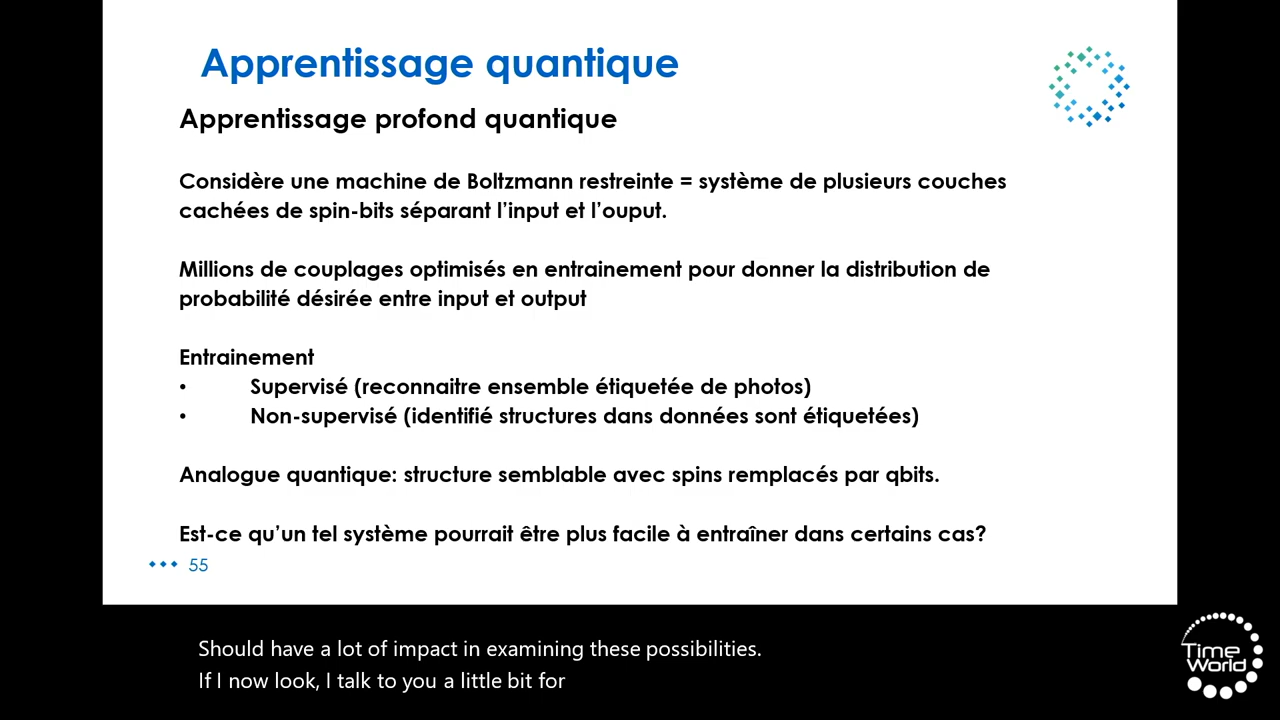 Apprentissage quantique
Apprentissage profond quantique
Considère une machine de Boltzmann restreinte = système de plusieurs couches
cachées de spin-bits séparant l'input et l'ouput.
Millions de couplages optimisés en entrainement pour donner la distribution de
probabilité désirée entre input et output
Entrainement
• Supervisé (reconnaitre ensemble étiquetée de photos)
• Non-supervisé (identifié structures dans données sont étiquetées)
Analogue quantique: structure semblable avec spins remplacés par qbits.
Est-ce qu'un tel système pourrait être plus facile à entraîner dans certains cas?
55
Should have a lot of impact in examining these possibilities.
If I now look, I talk to you a little bit for
Time
World